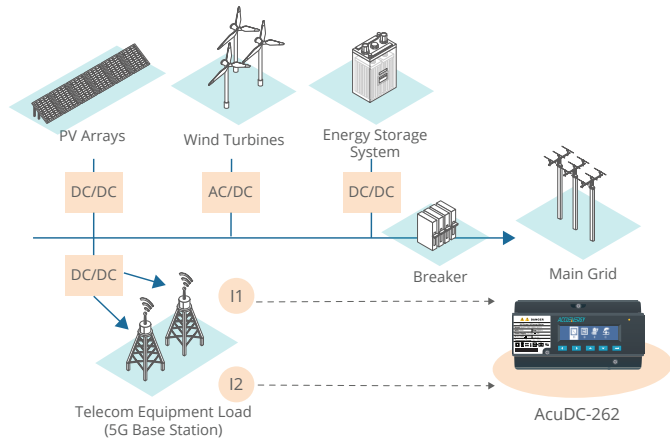 PV Arrays
Wind Turbines
Energy Storage
System
DC/DC
AC/DC
DC/DC
Breaker
Main Grid
DC/DC
I1
I2
Telecom Equipment Load
(5G Base Station)
DANGER
AcuDC-262